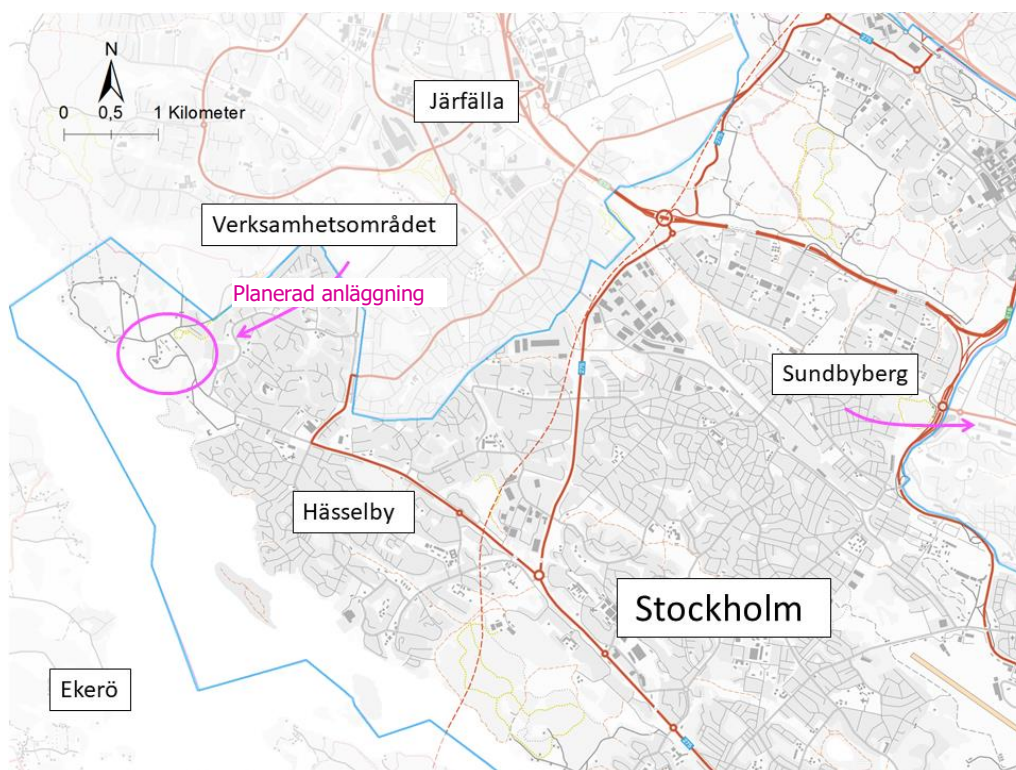 N
0 0,5 1 Kilometer
Järfälla
Verksamhetsområdet
Planerad anläggning
Sundbyberg
Hässelby
Stockholm
Ekerö